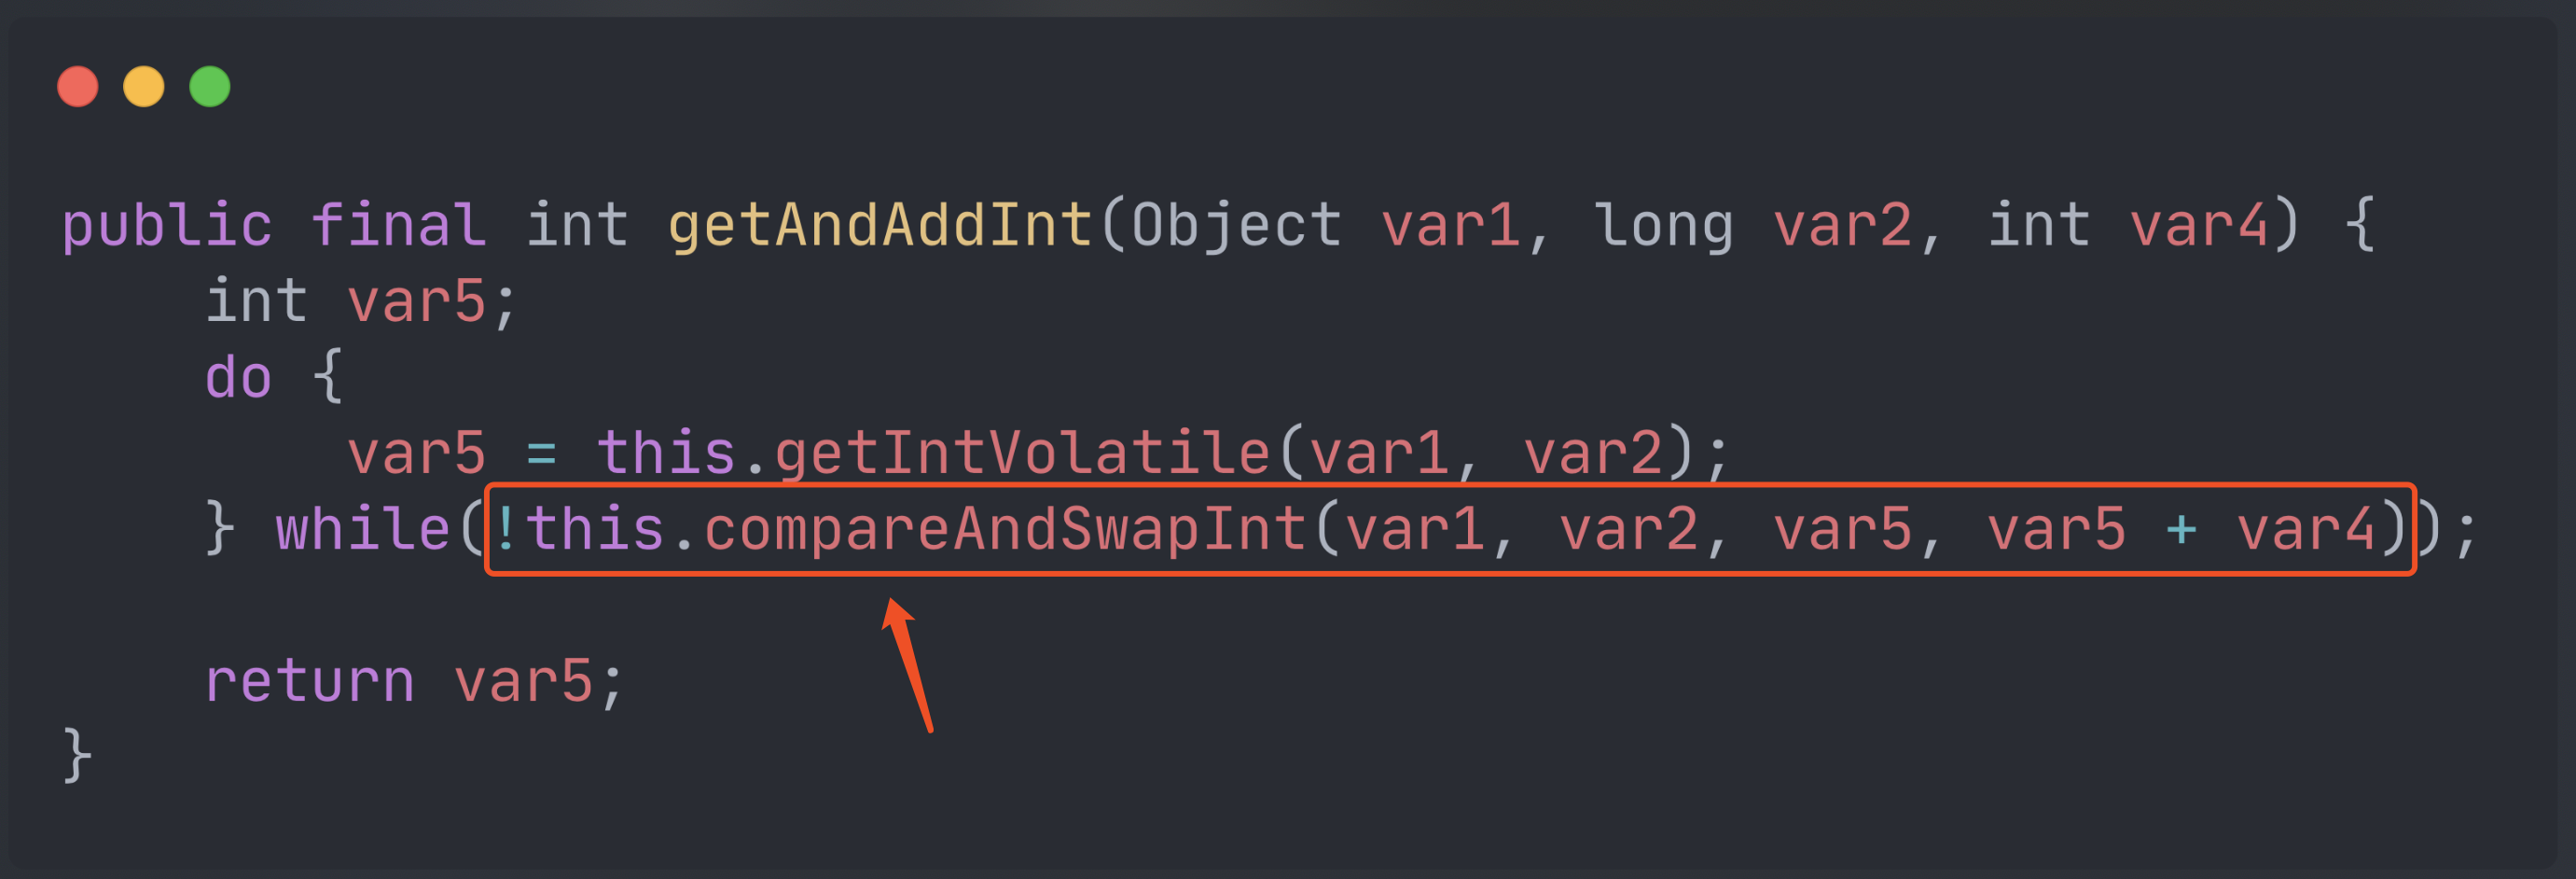 public final int getAndAddInt(Object var1, long var2, int var4) {
    int var5;
    do {
        var5 = this.getIntVolatile(var1, var2);
    } while(!this.compareAndSwapInt(var1, var2, var5, var5 + var4));
    return var5;
}